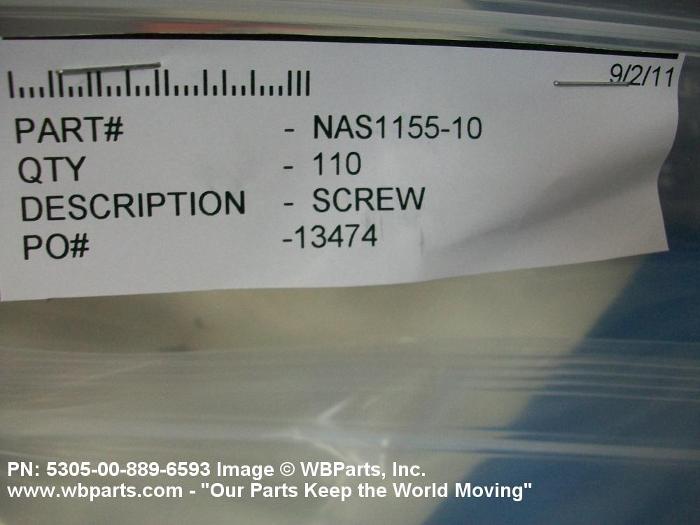 9/2/11
PART# - NAS1155-10
QTY - 110
DESCRIPTION - SCREW
PO# -13474
PN: 5305-00-889-6593 Image © WBParts, Inc.
www.wbparts.com - "Our Parts Keep the World Moving"